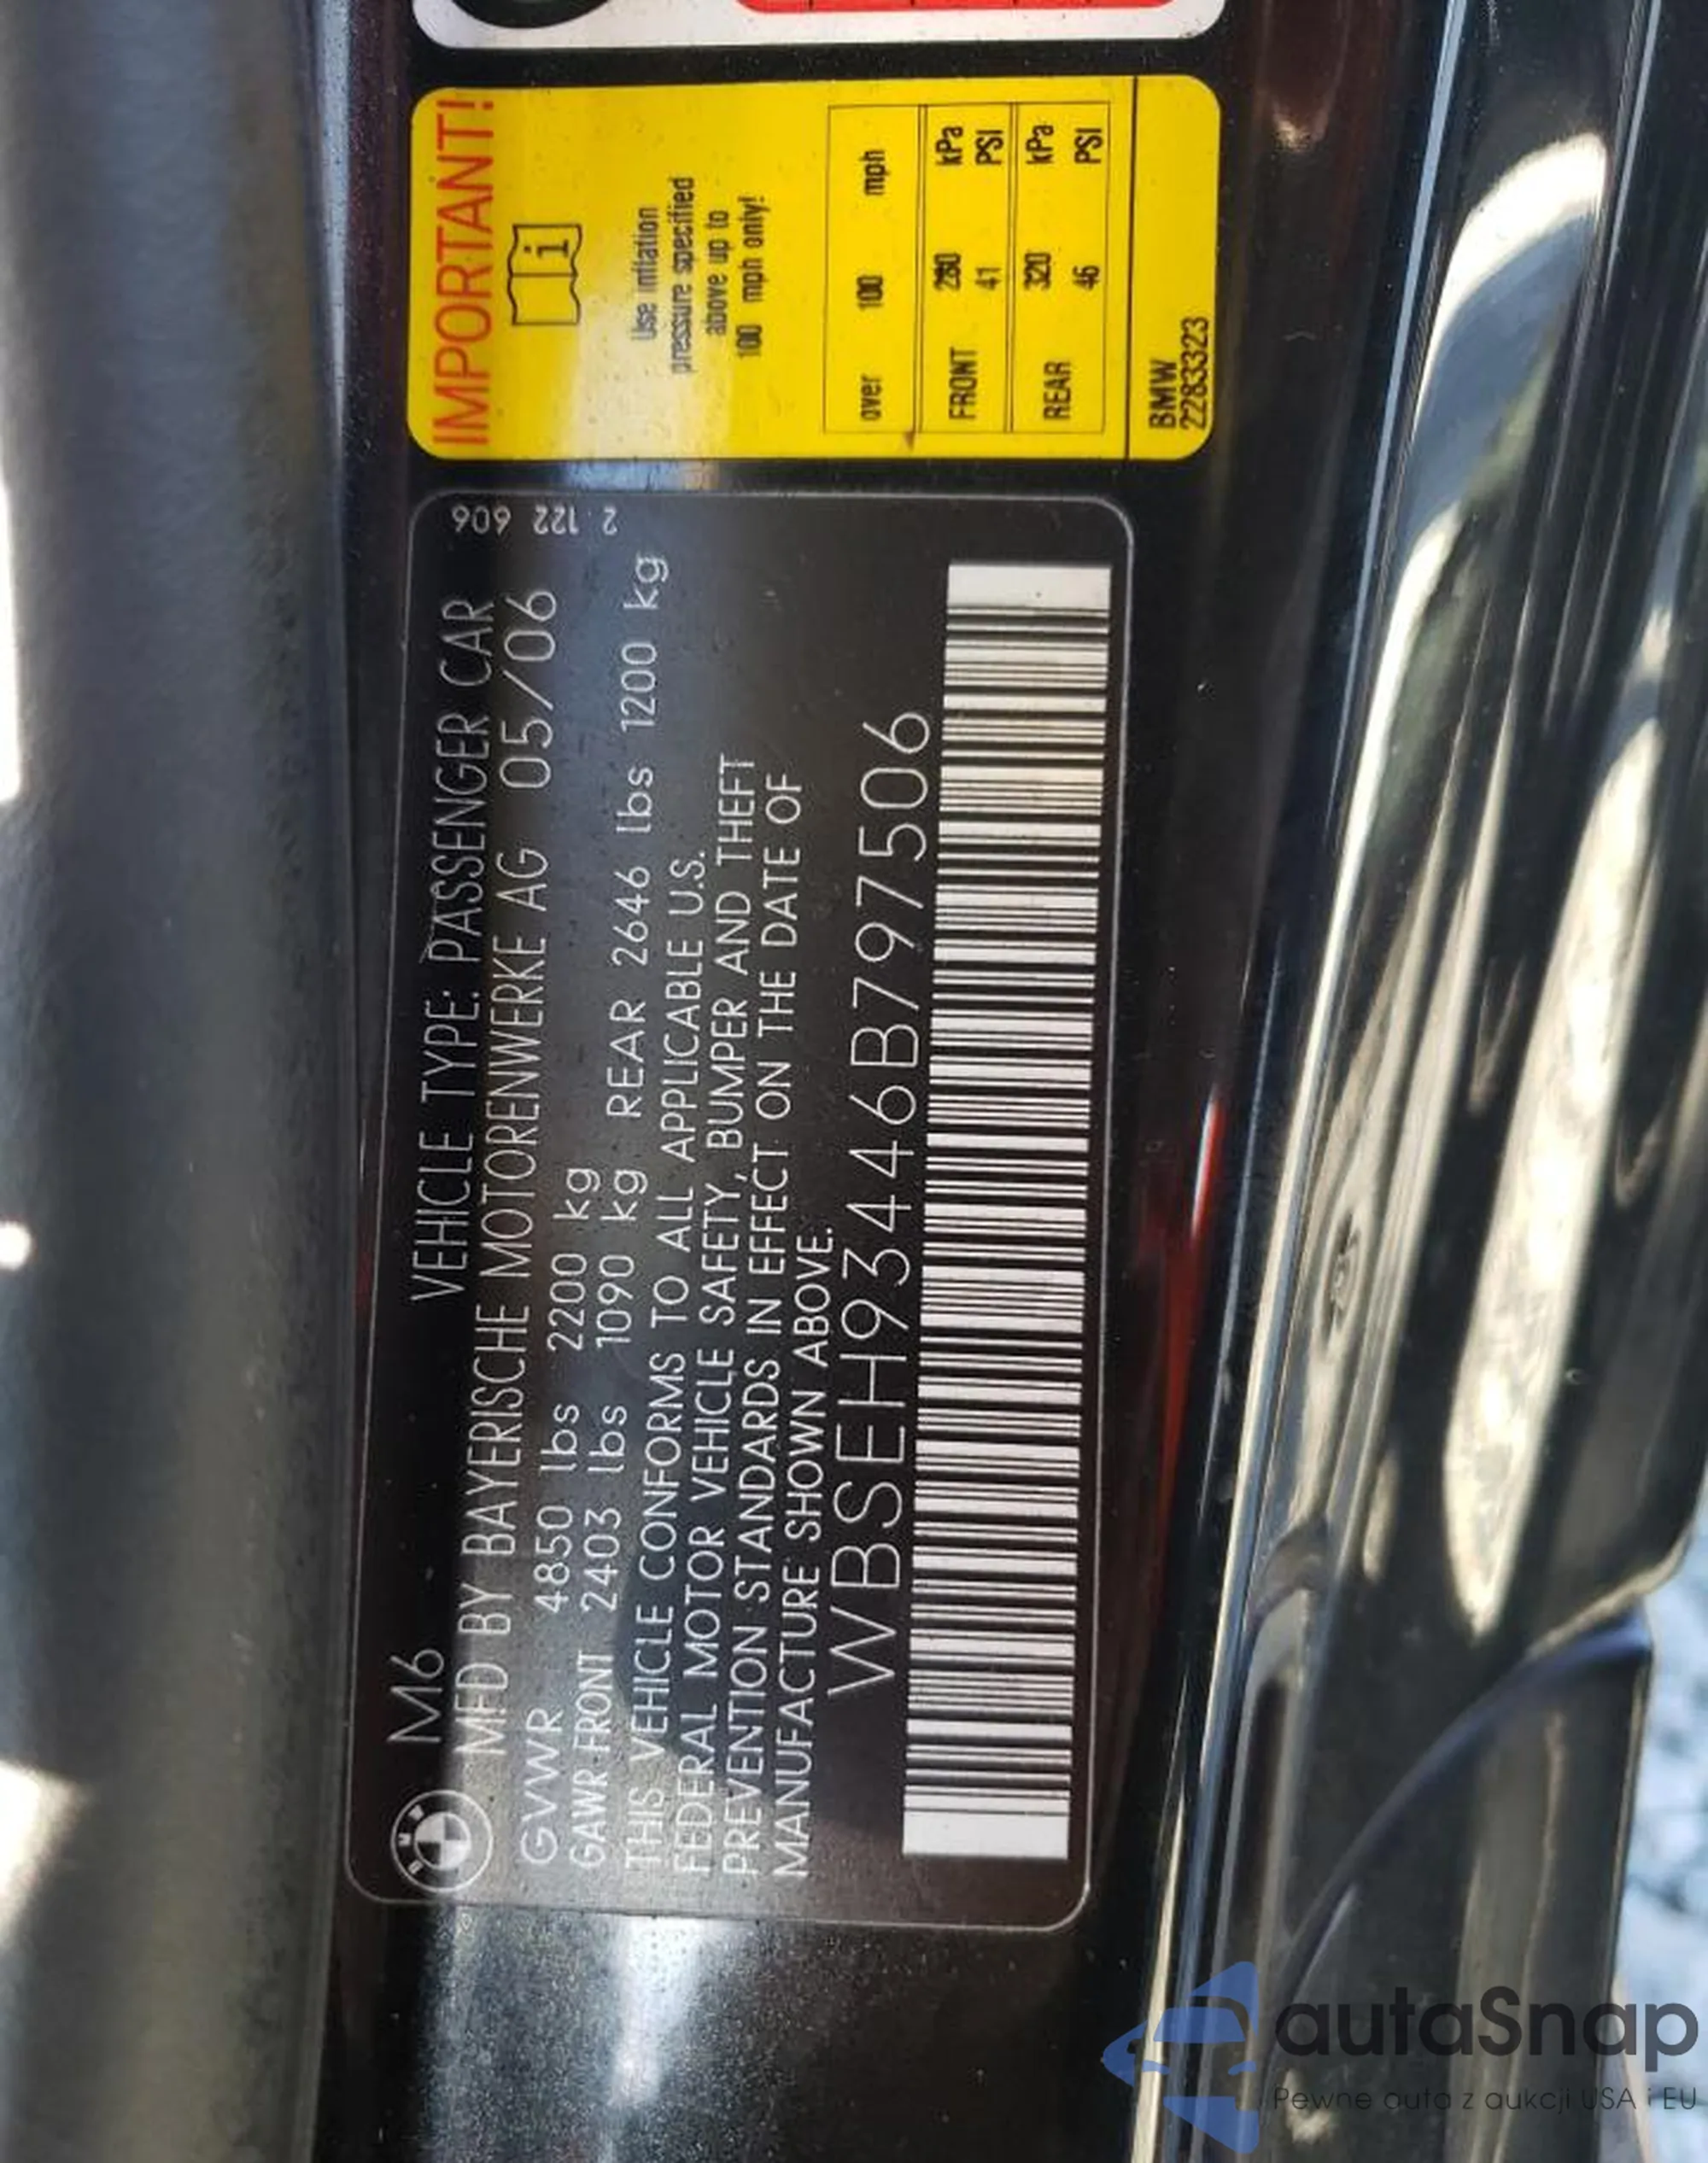 IMPORTANT!
i
Use infiation
pressure specified
above up to
100 mph only!
over 100 mph
FRONT 280 kPa
41 PSI
REAR 320 kPa
46 PSI
BMW
2283323
2 122 606
BMW
M6 VEHICLE TYPE: PASSENGER CAR
MFD BY BAYERISCHE MOTORENWERKE AG 05/06
GVWR 4850 lbs 2200 kg
GAWR-FRONT 2403 lbs 1090 kg REAR 2646 lbs 1200 kg
THIS VEHICLE CONFORMS TO ALL APPLICABLE U.S.
FEDERAL MOTOR VEHICLE SAFETY, BUMPER AND THEFT
PREVENTION STANDARDS IN EFFECT ON THE DATE OF
MANUFACTURE SHOWN ABOVE.
WBSEH93446B797506
autaSnap
Pewne auta z aukcji USA i EU